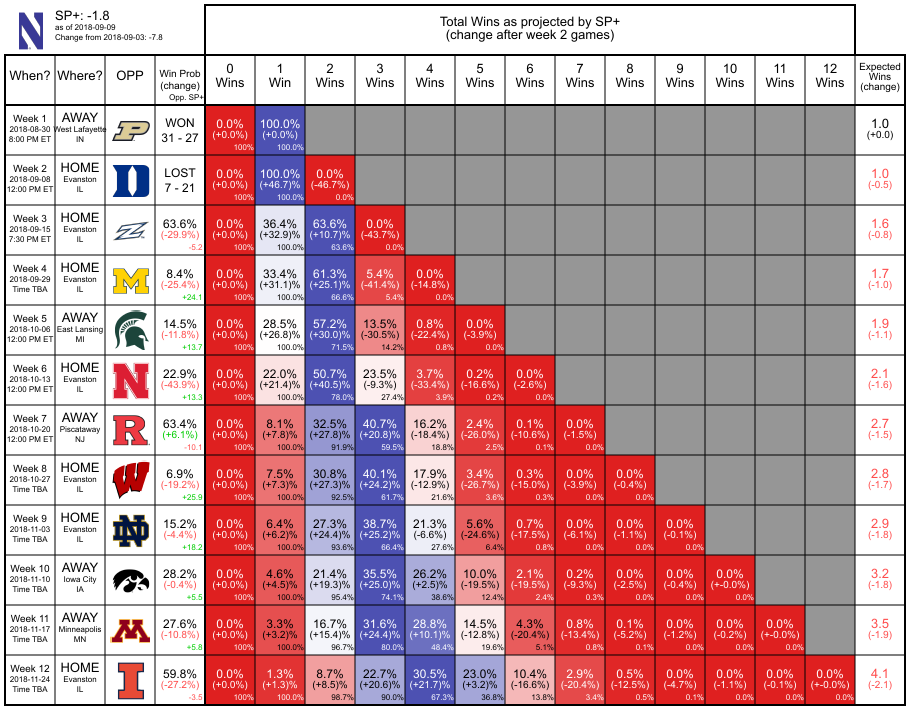 N
SP+: -1.8
as of 2018-09-09
Change from 2018-09-03: -7.8
Total Wins as projected by SP+
(change after week 2 games)
When? Where? OPP Win Prob (change) Opp. SP+ 0 Wins 1 Win 2 Wins 3 Wins 4 Wins 5 Wins 6 Wins 7 Wins 8 Wins 9 Wins 10 Wins 11 Wins 12 Wins Expected Wins (change)
Week 1 AWAY P WON 0.0% 100.0% 1.0
2018-08-30 West Lafayette 31 - 27 (+0.0%) (+0.0%) (+0.0)
8:00 PM ET IN 100% 100.0%
Week 2 HOME D LOST 0.0% 100.0% 0.0% 1.0
2018-09-08 Evanston 7 - 21 (+0.0%) (+46.7)% (-46.7%) (-0.5)
12:00 PM ET IL 100% 100.0% 0.0%
Week 3 HOME Z 63.6% 0.0% 36.4% 63.6% 0.0% 1.6
2018-09-15 Evanston (-29.9%) (+0.0%) (+32.9)% (+10.7)% (-43.7%) (-0.8)
7:30 PM ET IL -5.2 100% 100.0% 63.6% 0.0%
Week 4 HOME M 8.4% 0.0% 33.4% 61.3% 5.4% 0.0% 1.7
2018-09-29 Evanston (-25.4%) (+0.0%) (+31.1)% (+25.1)% (-41.4%) (-14.8%) (-1.0)
Time TBA IL +24.1 100% 100.0% 66.6% 5.4% 0.0%
Week 5 AWAY 14.5% 0.0% 28.5% 57.2% 13.5% 0.8% 0.0% 1.9
2018-10-06 East Lansing (-11.8%) (+0.0%) (+26.8)% (+30.0)% (-30.5%) (-22.4%) (-3.9%) (-1.1)
12:00 PM ET MI +13.7 100% 100.0% 71.5% 14.2% 0.8% 0.0%
Week 6 HOME N 22.9% 0.0% 22.0% 50.7% 23.5% 3.7% 0.2% 0.0% 2.1
2018-10-13 Evanston (-43.9%) (+0.0%) (+21.4)% (+40.5)% (-9.3%) (-33.4%) (-16.6%) (-2.6%) (-1.6)
12:00 PM ET IL +13.3 100% 100.0% 78.0% 27.4% 3.9% 0.2% 0.0%
Week 7 AWAY R 63.4% 0.0% 8.1% 32.5% 40.7% 16.2% 2.4% 0.1% 0.0% 2.7
2018-10-20 Piscataway (+6.1%) (+0.0%) (+7.8)% (+27.8)% (+20.8)% (-18.4%) (-26.0%) (-10.6%) (-1.5%) (-1.5)
12:00 PM ET NJ -10.1 100% 100.0% 91.9% 59.5% 18.8% 2.5% 0.1% 0.0%
Week 8 HOME W 6.9% 0.0% 7.5% 30.8% 40.1% 17.9% 3.4% 0.3% 0.0% 0.0% 2.8
2018-10-27 Evanston (-19.2%) (+0.0%) (+7.3)% (+27.3)% (+24.2)% (-12.9%) (-26.7%) (-15.0%) (-3.9%) (-0.4%) (-1.7)
Time TBA IL +25.9 100% 100.0% 92.5% 61.7% 21.6% 3.6% 0.3% 0.0% 0.0%
Week 9 HOME ND 15.2% 0.0% 6.4% 27.3% 38.7% 21.3% 5.6% 0.7% 0.0% 0.0% 0.0% 2.9
2018-11-03 Evanston (-4.4%) (+0.0%) (+6.2)% (+24.4)% (+25.2)% (-6.6%) (-24.6%) (-17.5%) (-6.1%) (-1.1%) (-0.1%) (-1.8)
Time TBA IL +18.2 100% 100.0% 93.6% 66.4% 27.6% 6.4% 0.8% 0.0% 0.0% 0.0%
Week 10 AWAY 28.2% 0.0% 4.6% 21.4% 35.5% 26.2% 10.0% 2.1% 0.2% 0.0% 0.0% 0.0% 3.2
2018-11-10 Iowa City (-0.4%) (+0.0%) (+4.5)% (+19.3)% (+25.0)% (+2.5)% (-19.5%) (-19.5%) (-9.3%) (-2.5%) (-0.4%) (+-0.0%) (-1.8)
Time TBA IA +5.5 100% 100.0% 95.4% 74.1% 38.6% 12.4% 2.4% 0.3% 0.0% 0.0% 0.0%
Week 11 AWAY M 27.6% 0.0% 3.3% 16.7% 31.6% 28.8% 14.5% 4.3% 0.8% 0.1% 0.0% 0.0% 0.0% 3.5
2018-11-17 Minneapolis (-10.8%) (+0.0%) (+3.2)% (+15.4)% (+24.4)% (+10.1)% (-12.8%) (-20.4%) (-13.4%) (-5.2%) (-1.2%) (-0.2%) (+-0.0%) (-1.9)
Time TBA MN +5.8 100% 100.0% 96.7% 80.0% 48.4% 19.6% 5.1% 0.8% 0.1% 0.0% 0.0% 0.0%
Week 12 HOME I 59.8% 0.0% 1.3% 8.7% 22.7% 30.5% 23.0% 10.4% 2.9% 0.5% 0.0% 0.0% 0.0% 0.0% 4.1
2018-11-24 Evanston (-27.2%) (+0.0%) (+1.3)% (+8.5)% (+20.6)% (+21.7)% (+3.2)% (-16.6%) (-20.4%) (-12.5%) (-4.7%) (-1.1%) (-0.1%) (+-0.0%) (-2.1)
Time TBA IL -3.5 100% 100.0% 98.7% 90.0% 67.3% 36.8% 13.8% 3.4% 0.5% 0.1% 0.0% 0.0% 0.0%